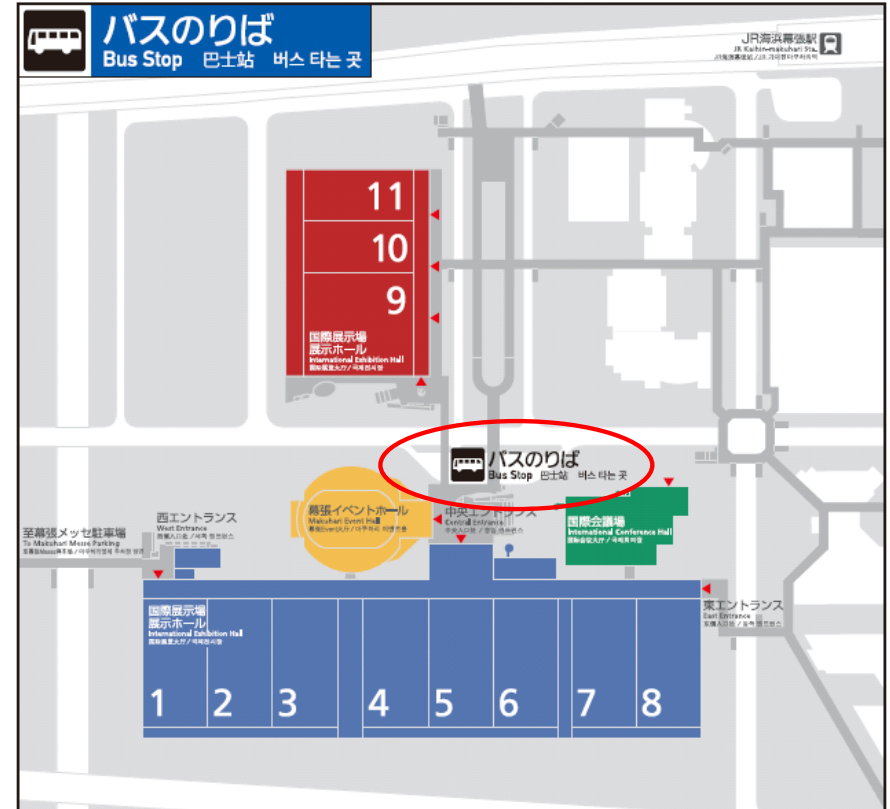 バスのりば
Bus Stop 巴士站 버스 타는 곳
JR海浜幕張駅
JR Kaihin-makuhari Sta.
11
10
9
国際展示場
展示ホール
International Exhibition Hall
バスのりば
Bus Stop 巴士站 버스 타는 곳
幕張イベントホール
Makuhari Event Hall
中央エントランス
Central Entrance
国際会議場
International Conference Hall
西エントランス
West Entrance
至幕張メッセ駐車場
To Makuhari Messe Parking
東エントランス
East Entrance
国際展示場
展示ホール
International Exhibition Hall
1 2 3 4 5 6 7 8